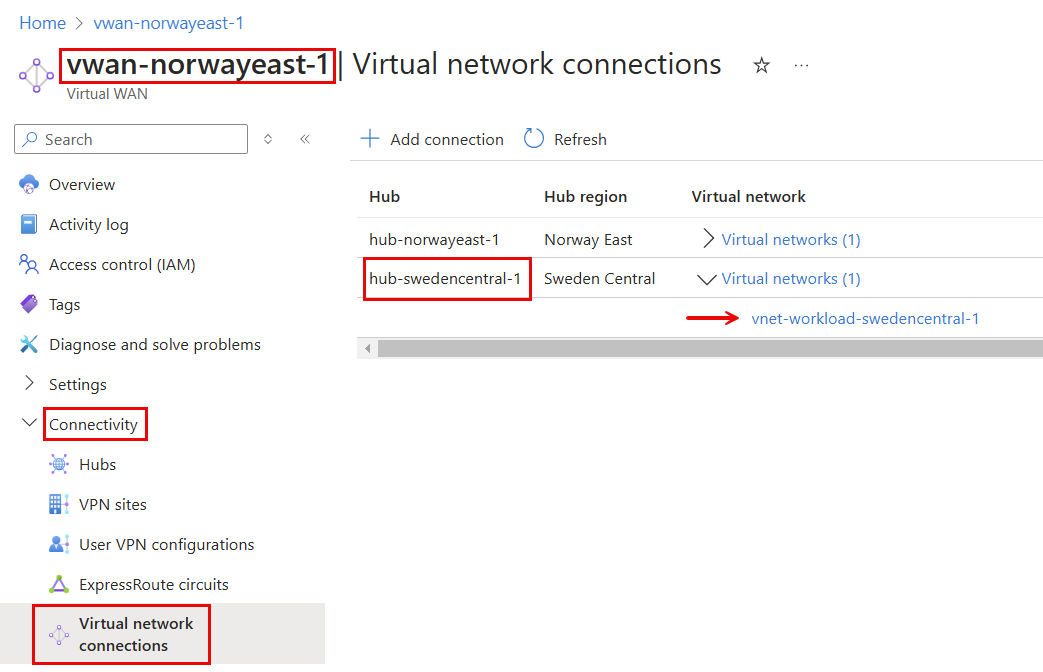 Home > vwan-norwayeast-1
vwan-norwayeast-1 | Virtual network connections
Virtual WAN
Search
Overview
Activity log
Access control (IAM)
Tags
Diagnose and solve problems
Settings
Connectivity
Hubs
VPN sites
User VPN configurations
ExpressRoute circuits
Virtual network
connections
Add connection Refresh
Hub Hub region Virtual network
hub-norwayeast-1 Norway East Virtual networks (1)
hub-swedencentral-1 Sweden Central Virtual networks (1)
vnet-workload-swedencentral-1